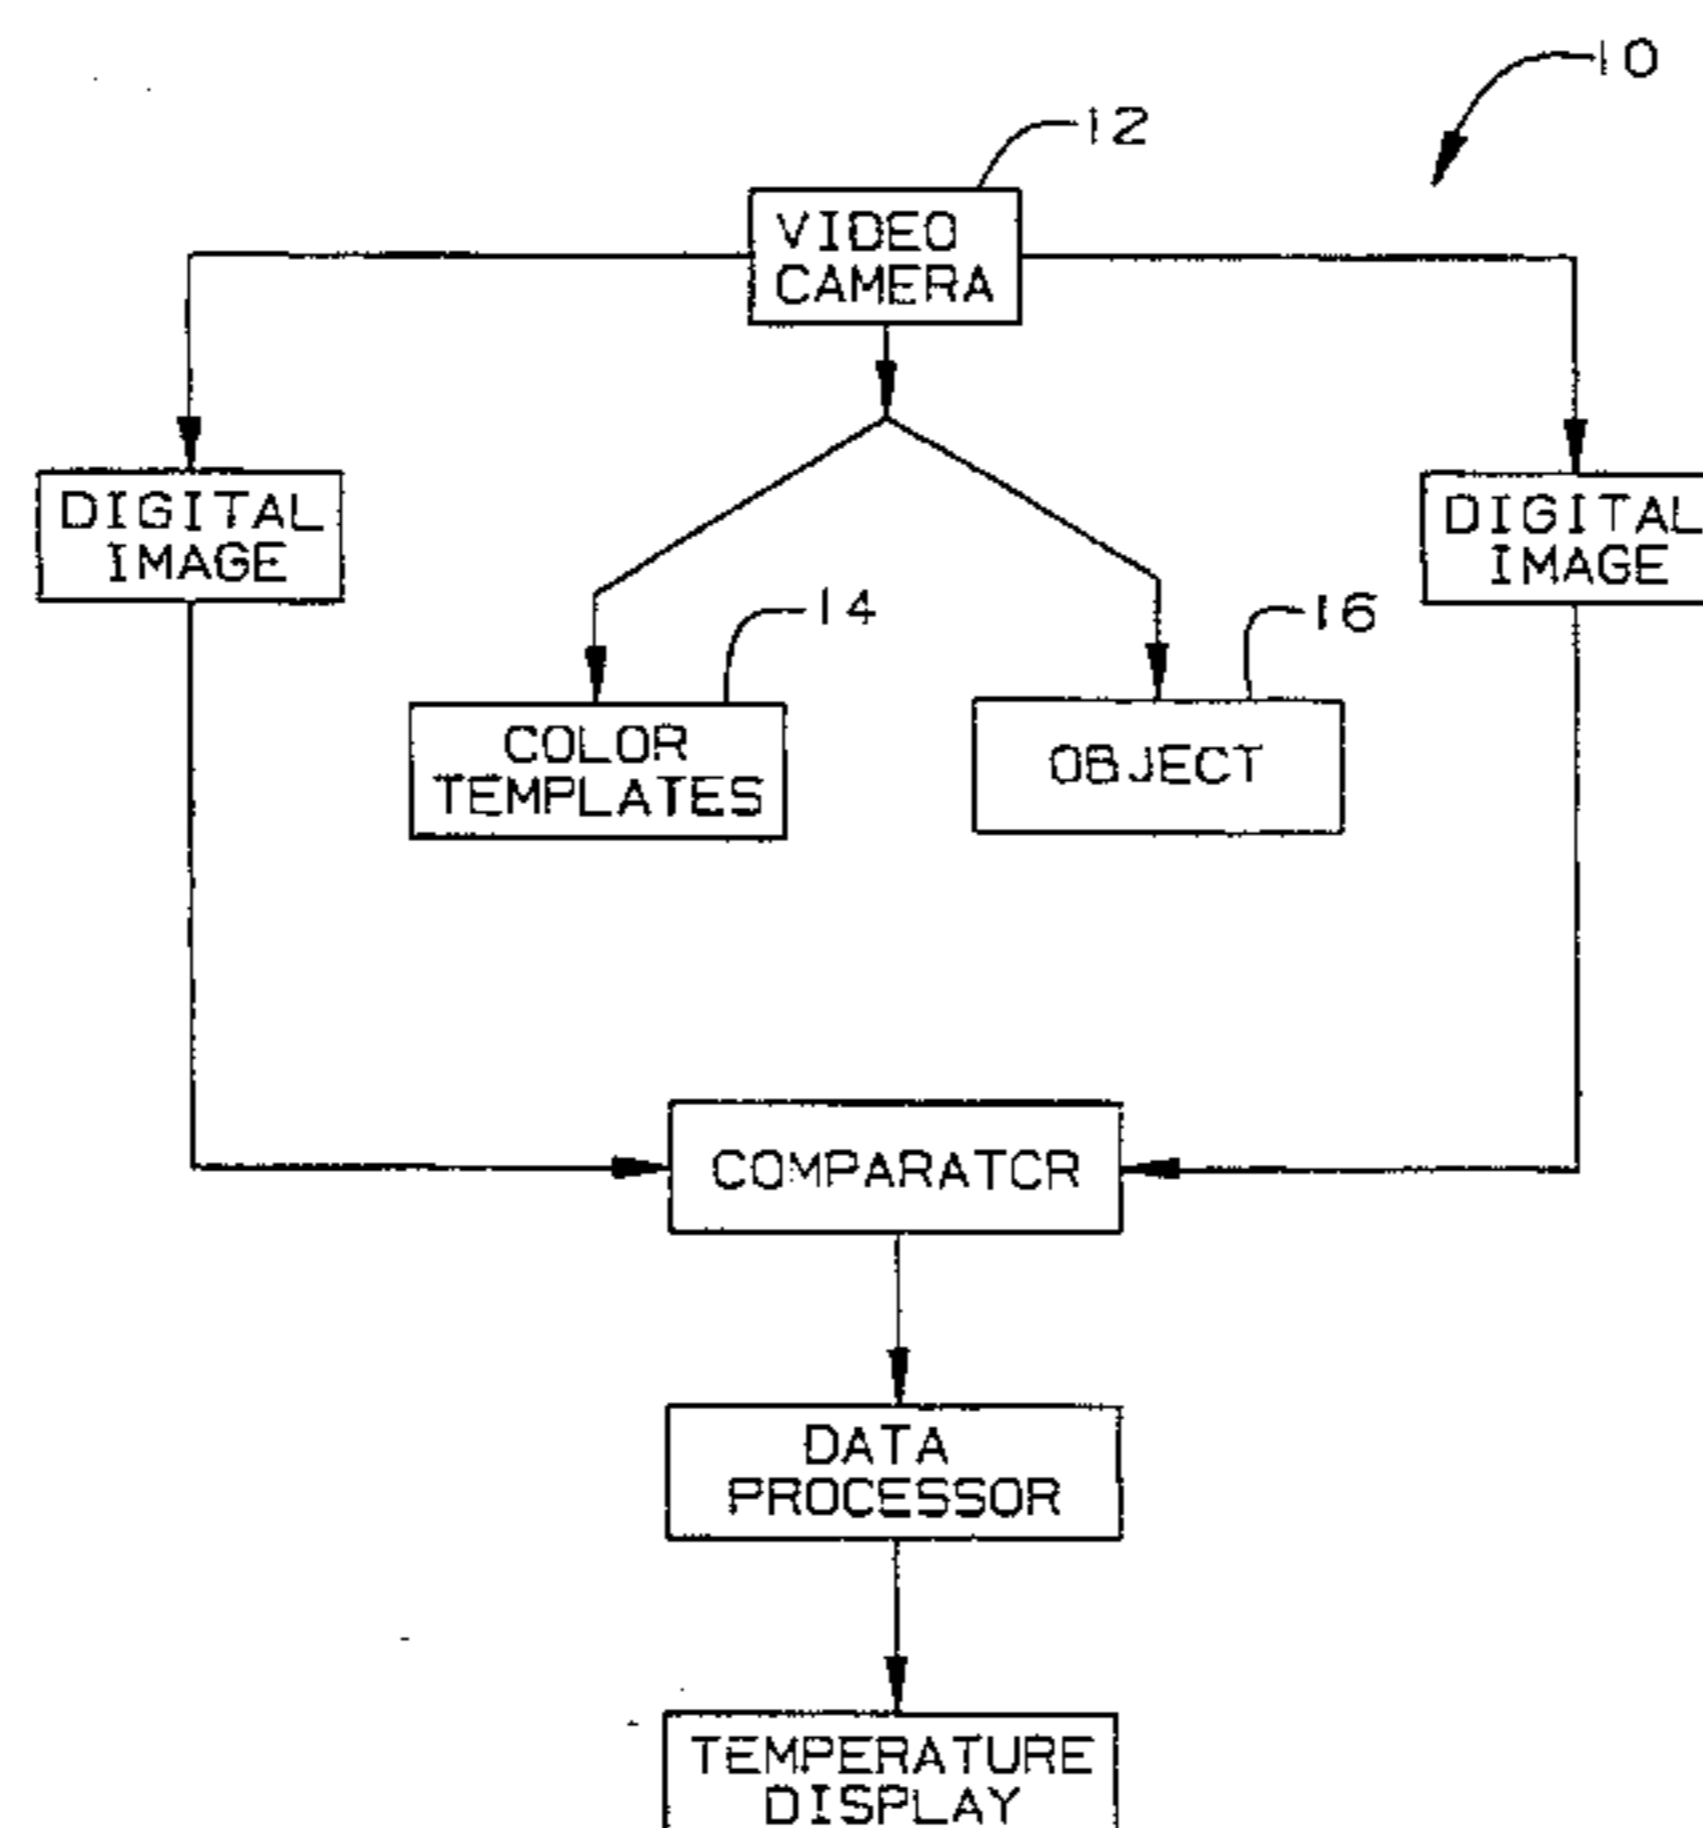 10
12
VIDEO
CAMERA
DIGITAL
IMAGE
DIGITAL
IMAGE
14
16
COLOR
TEMPLATES
OBJECT
COMPARATCR
DATA
PROCESSOR
TEMPERATURE
DISPLAY